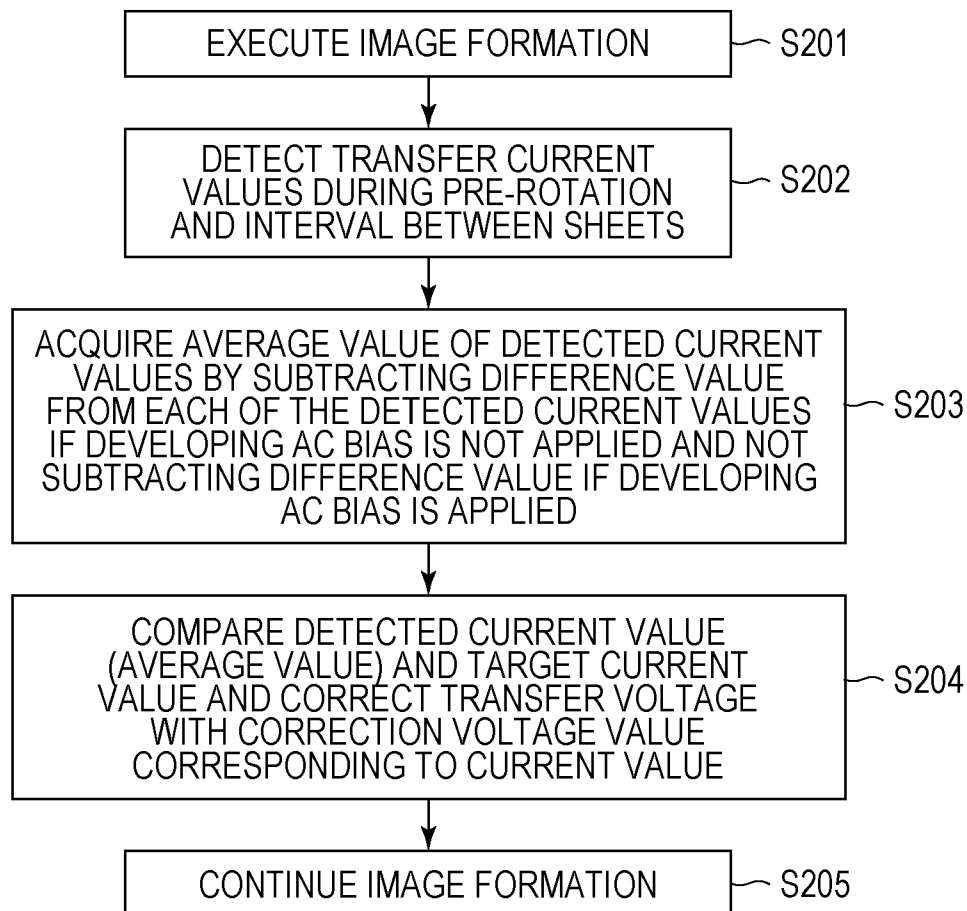 EXECUTE IMAGE FORMATION
S201
DETECT TRANSFER CURRENT
VALUES DURING PRE-ROTATION
AND INTERVAL BETWEEN SHEETS
S202
ACQUIRE AVERAGE VALUE OF DETECTED CURRENT
VALUES BY SUBTRACTING DIFFERENCE VALUE
FROM EACH OF THE DETECTED CURRENT VALUES
IF DEVELOPING AC BIAS IS NOT APPLIED AND NOT
SUBTRACTING DIFFERENCE VALUE IF DEVELOPING
AC BIAS IS APPLIED
S203
COMPARE DETECTED CURRENT VALUE
(AVERAGE VALUE) AND TARGET CURRENT
VALUE AND CORRECT TRANSFER VOLTAGE
WITH CORRECTION VOLTAGE VALUE
CORRESPONDING TO CURRENT VALUE
S204
CONTINUE IMAGE FORMATION
S205